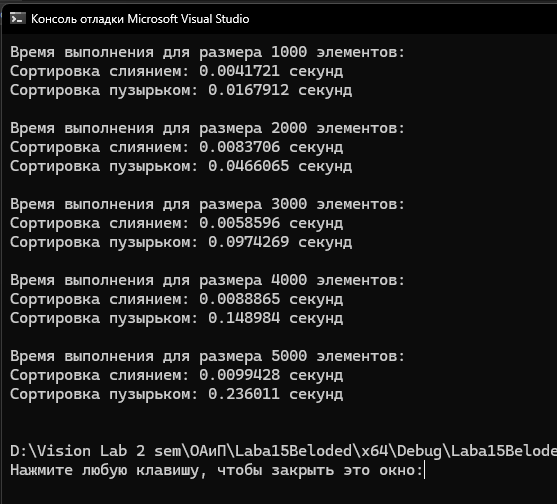 Консоль отладки Microsoft Visual Studio
Время выполнения для размера 1000 элементов:
Сортировка слиянием: 0.0041721 секунд
Сортировка пузырьком: 0.0167912 секунд
Время выполнения для размера 2000 элементов:
Сортировка слиянием: 0.0083706 секунд
Сортировка пузырьком: 0.0466065 секунд
Время выполнения для размера 3000 элементов:
Сортировка слиянием: 0.0058596 секунд
Сортировка пузырьком: 0.0974269 секунд
Время выполнения для размера 4000 элементов:
Сортировка слиянием: 0.0088865 секунд
Сортировка пузырьком: 0.148984 секунд
Время выполнения для размера 5000 элементов:
Сортировка слиянием: 0.0099428 секунд
Сортировка пузырьком: 0.236011 секунд
D:\Vision Lab 2 sem\ОАиП\Laba15Beloded\x64\Debug\Laba15Belode
Нажмите любую клавишу, чтобы закрыть это окно: